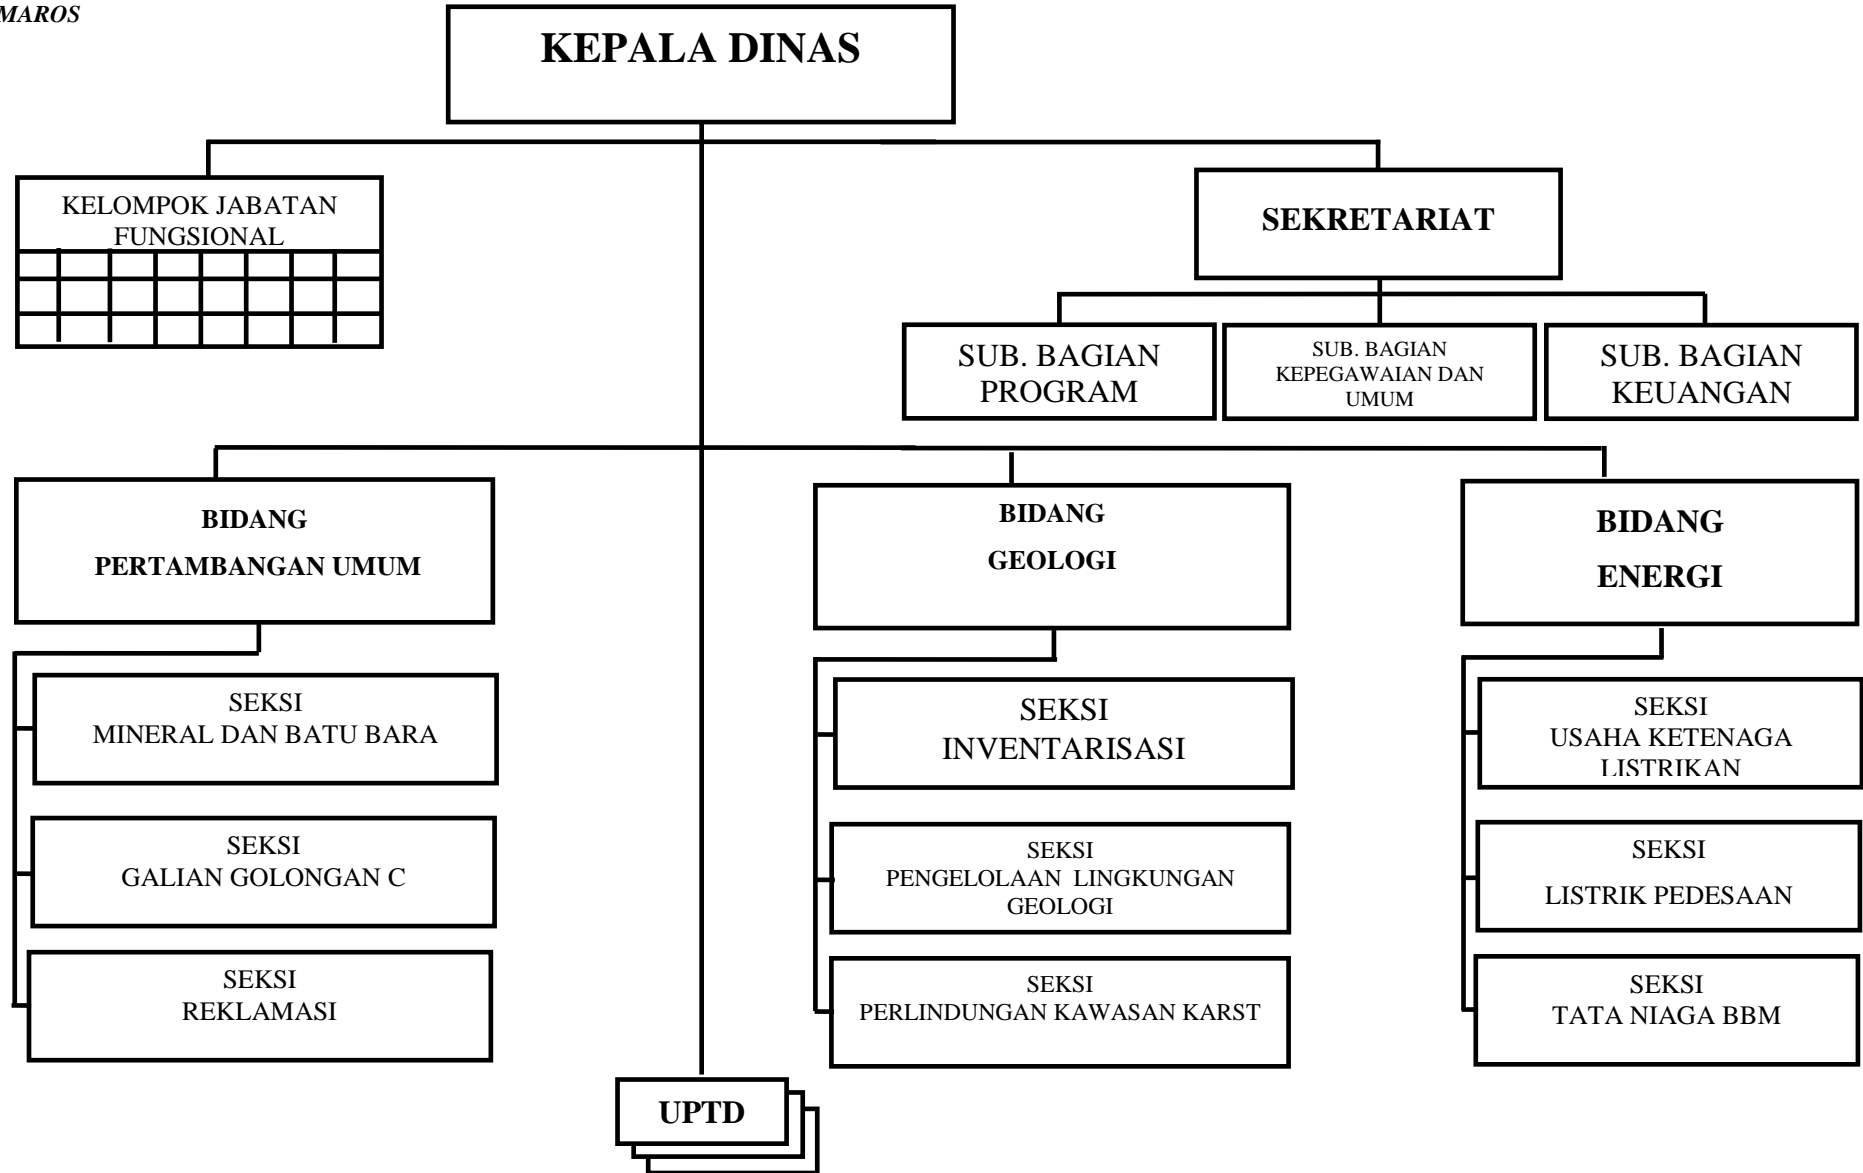 MAROS
KEPALA DINAS
KELOMPOK JABATAN
FUNGSIONAL
SEKRETARIAT
SUB. BAGIAN
PROGRAM
SUB. BAGIAN
KEPEGAWAIAN DAN
UMUM
SUB. BAGIAN
KEUANGAN
BIDANG
PERTAMBANGAN UMUM
BIDANG
GEOLOGI
BIDANG
ENERGI
SEKSI
MINERAL DAN BATU BARA
SEKSI
GALIAN GOLONGAN C
SEKSI
REKLAMASI
SEKSI
INVENTARISASI
SEKSI
PENGELOLAAN LINGKUNGAN
GEOLOGI
SEKSI
PERLINDUNGAN KAWASAN KARST
SEKSI
USAHA KETENAGA
LISTRIKAN
SEKSI
LISTRIK PEDESAAN
SEKSI
TATA NIAGA BBM
UPTD